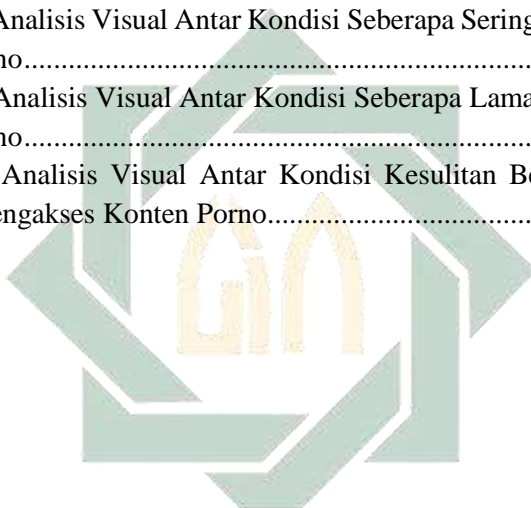 Analisis Visual Antar Kondisi Seberapa Sering
no....................................................................................
Analisis Visual Antar Kondisi Seberapa Lama
no....................................................................................
Analisis Visual Antar Kondisi Kesulitan Be
engakses Konten Porno............................................